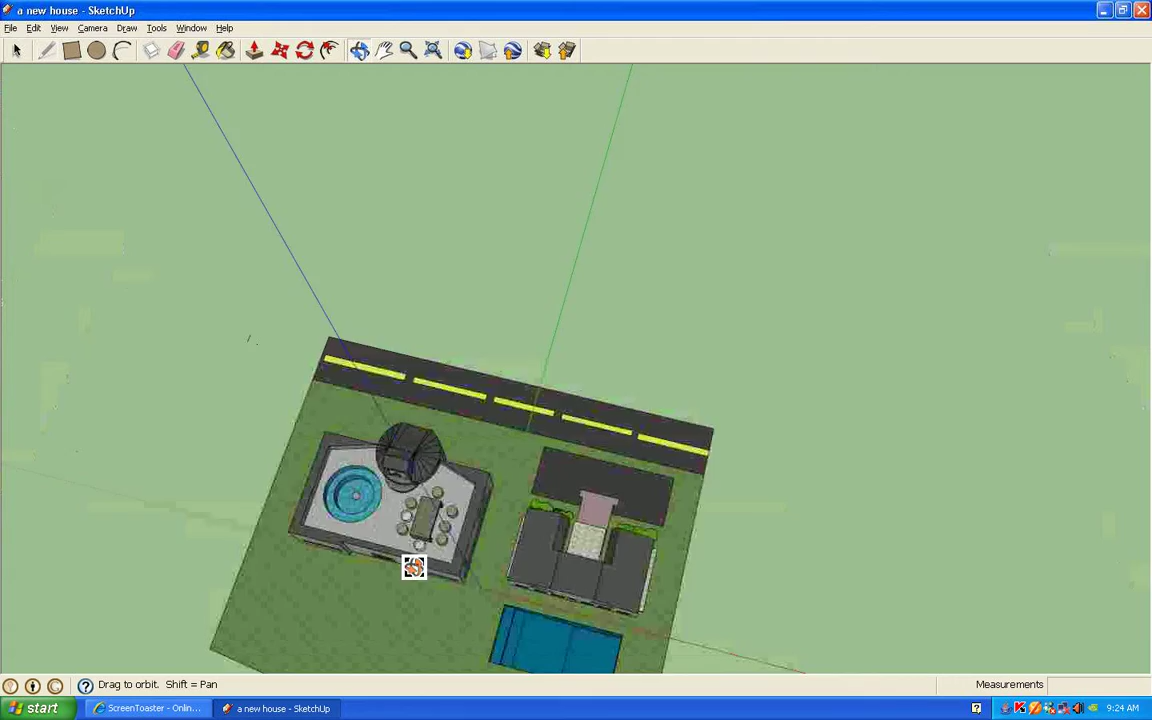 a new house - SketchUp
File Edit View Camera Draw Tools Window Help
Drag to orbit. Shift = Pan
Measurements
start
ScreenToaster - Onlin...
a new house - SketchUp
9:24 AM